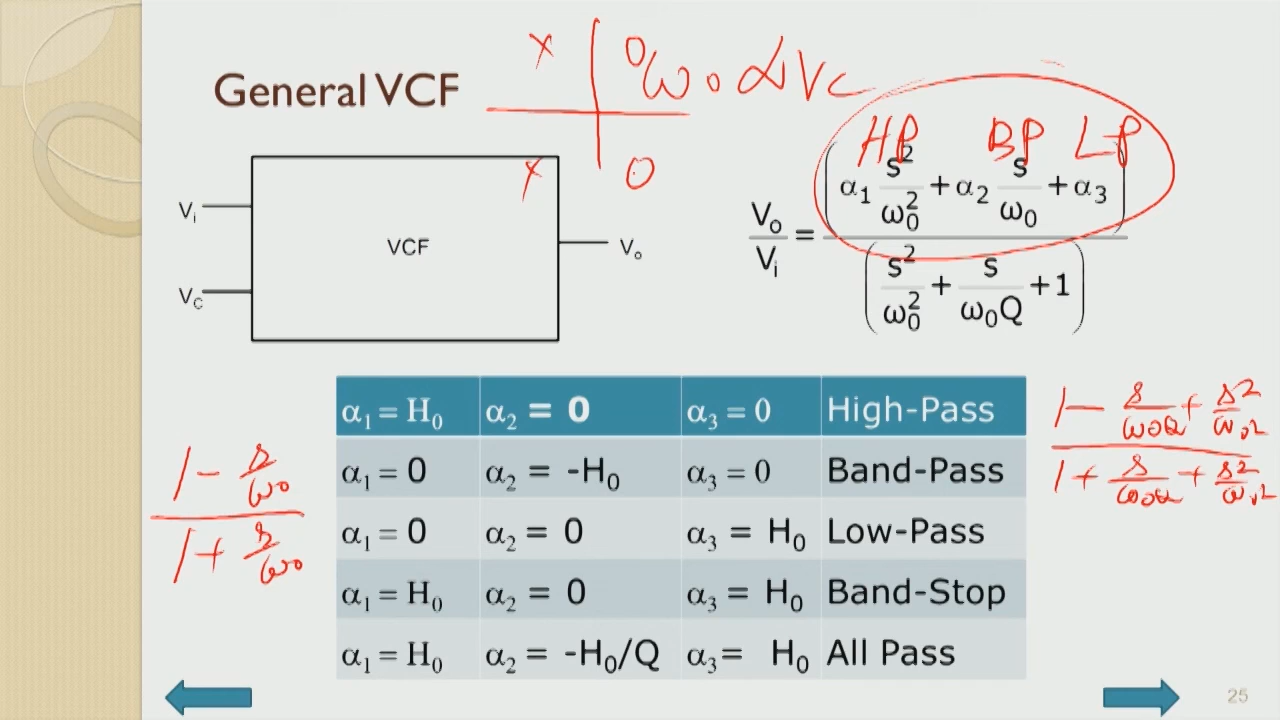 General VCF
x | 0 ω0 α Vc
x | 0
HP BP LP
Vi
VC
VCF
Vo
Vo/Vi = (α1 s²/ω0² + α2 s/ω0 + α3) / (s²/ω0² + s/(ω0Q) + 1)
α1 = H0 α2 = 0 α3 = 0 High-Pass
α1 = 0 α2 = -H0 α3 = 0 Band-Pass
α1 = 0 α2 = 0 α3 = H0 Low-Pass
α1 = H0 α2 = 0 α3 = H0 Band-Stop
α1 = H0 α2 = -H0/Q α3 = H0 All Pass
1 - s/ω0
1 + s/ω0
1 - s/ω0Q + s²/ω0²
1 + s/ω0Q + s²/ω0²
25